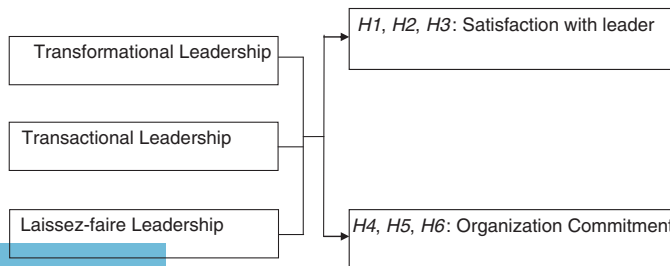 Transformational Leadership
Transactional Leadership
Laissez-faire Leadership
H1, H2, H3: Satisfaction with leader
H4, H5, H6: Organization Commitment